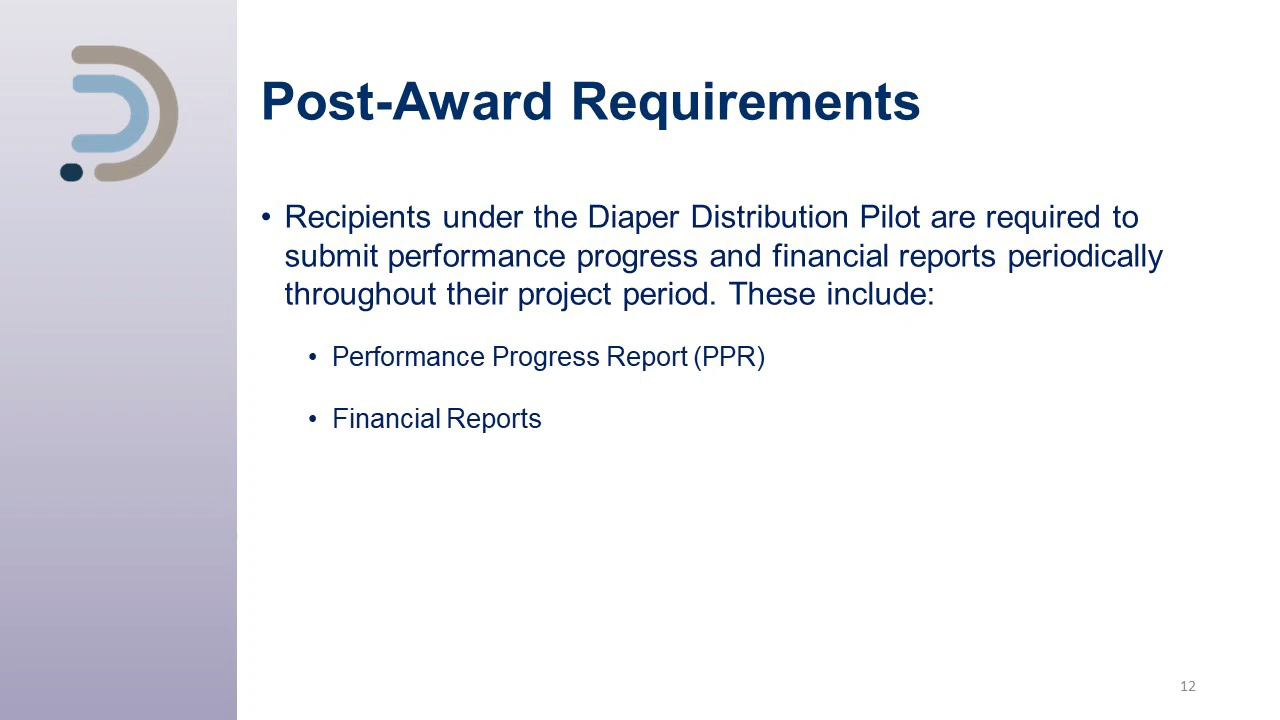 Post-Award Requirements
• Recipients under the Diaper Distribution Pilot are required to
submit performance progress and financial reports periodically
throughout their project period. These include:
• Performance Progress Report (PPR)
• Financial Reports
12